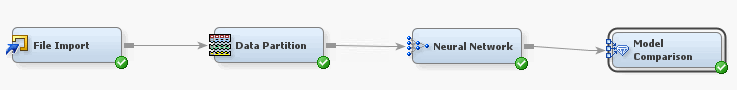 File Import
Data Partition
Neural Network
Model
Comparison